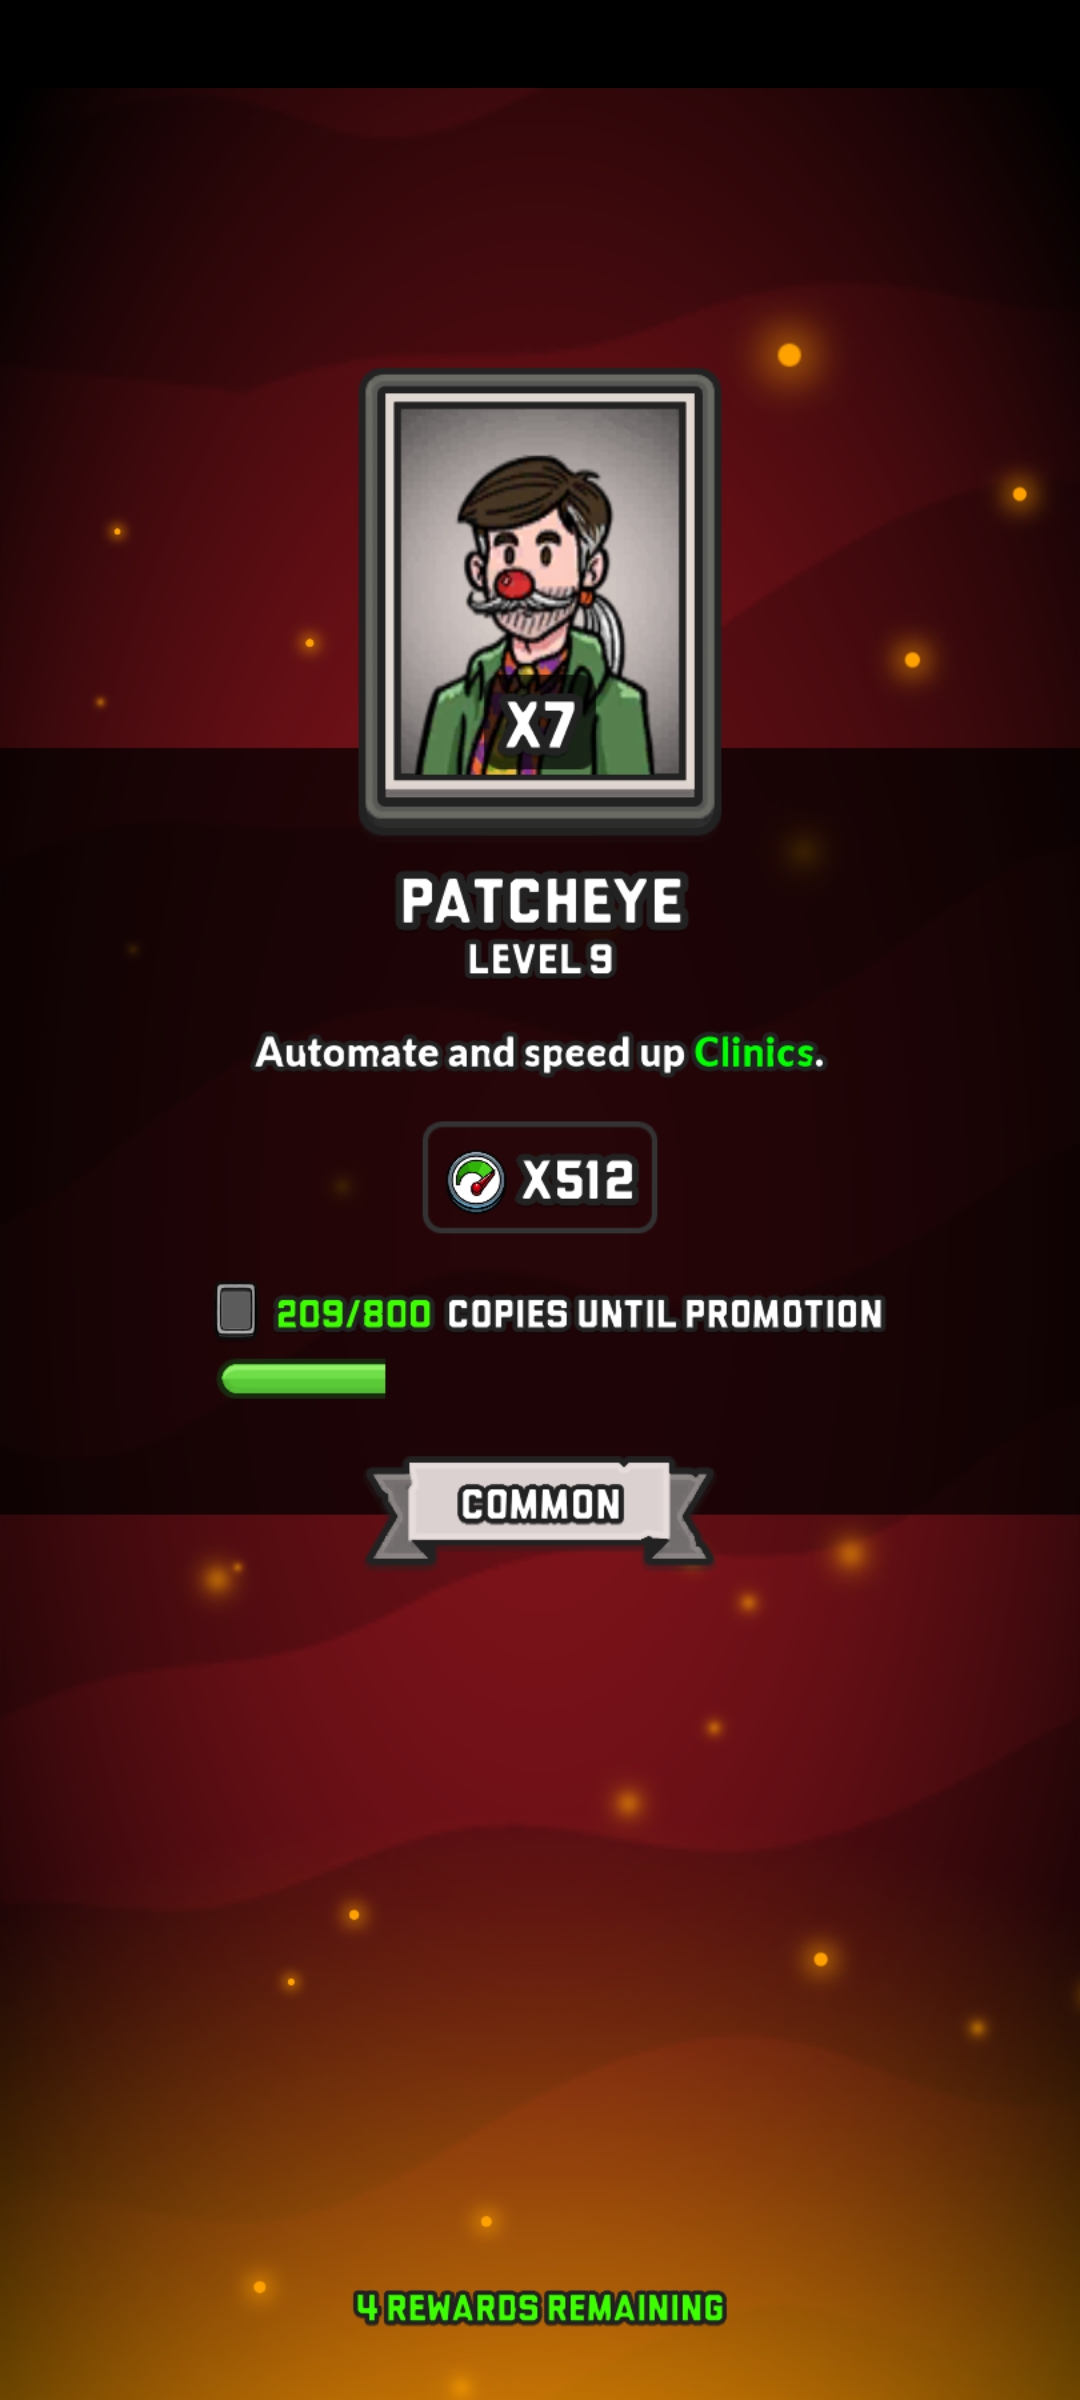 X7
PATCHEYE
LEVEL 9
Automate and speed up Clinics.
X512
209/800 COPIES UNTIL PROMOTION
COMMON
4 REWARDS REMAINING